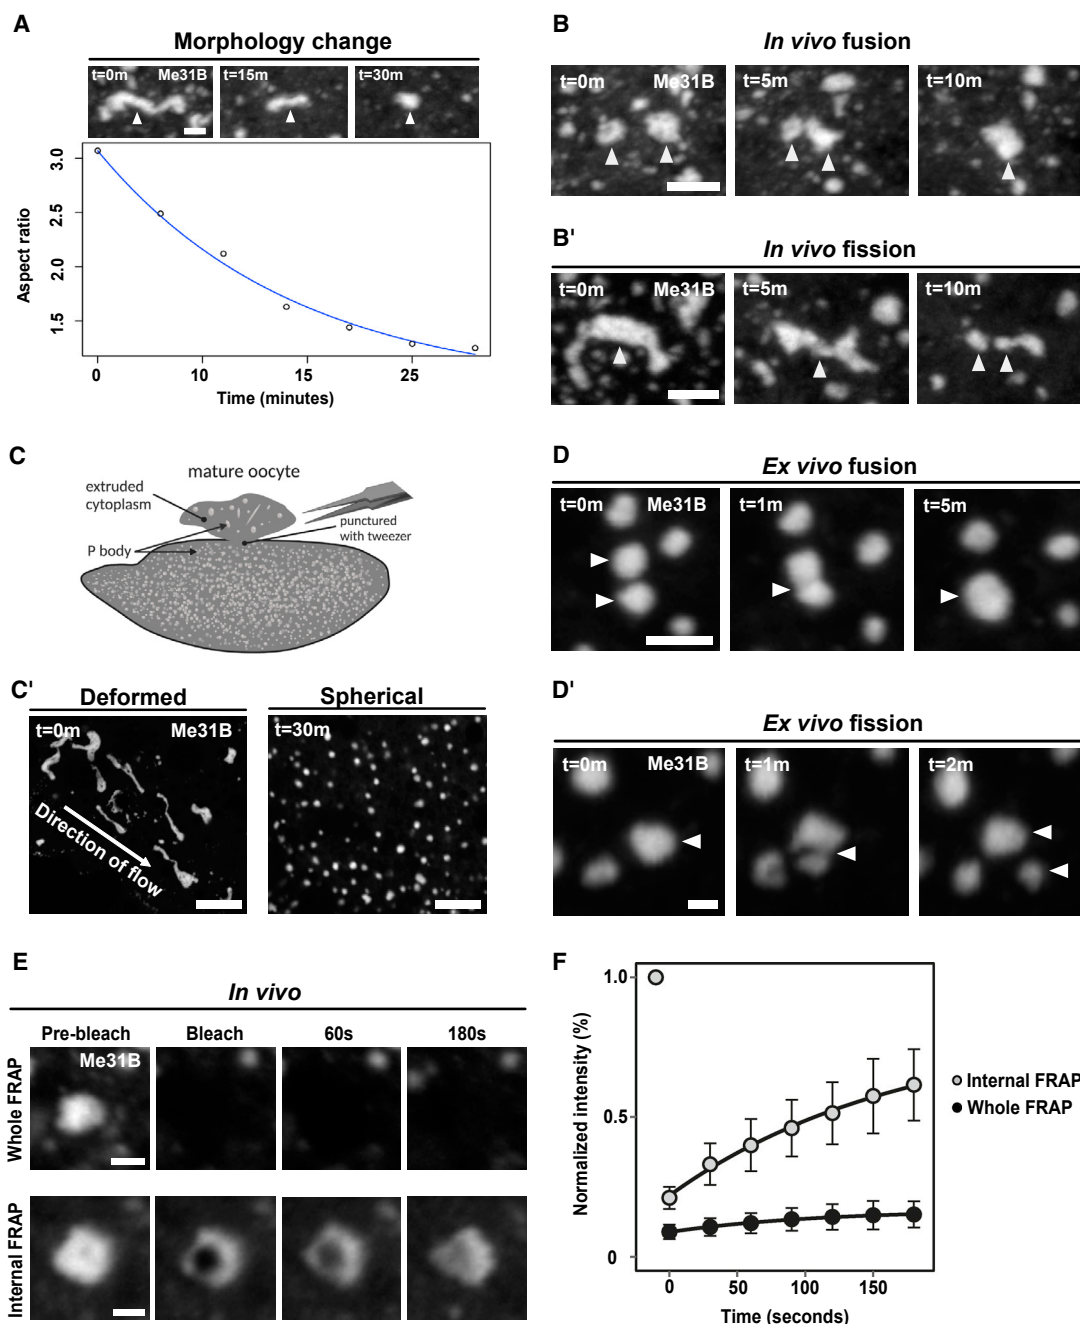 A
Morphology change
t=0m Me31B
t=15m
t=30m
3.0
2.5
2.0
1.5
Aspect ratio
0 10 15 25
Time (minutes)
B
In vivo fusion
t=0m Me31B
t=5m
t=10m
B'
In vivo fission
t=0m Me31B
t=5m
t=10m
C
mature oocyte
extruded
cytoplasm
P body
punctured
with tweezer
C'
Deformed
t=0m Me31B
Direction of flow
Spherical
t=30m
D
Ex vivo fusion
t=0m Me31B
t=1m
t=5m
D'
Ex vivo fission
t=0m Me31B
t=1m
t=2m
E
In vivo
Pre-bleach Bleach 60s 180s
Whole FRAP
Me31B
Internal FRAP
F
1.0
0.5
0
Normalized intensity (%)
0 50 100 150
Time (seconds)
Internal FRAP
Whole FRAP